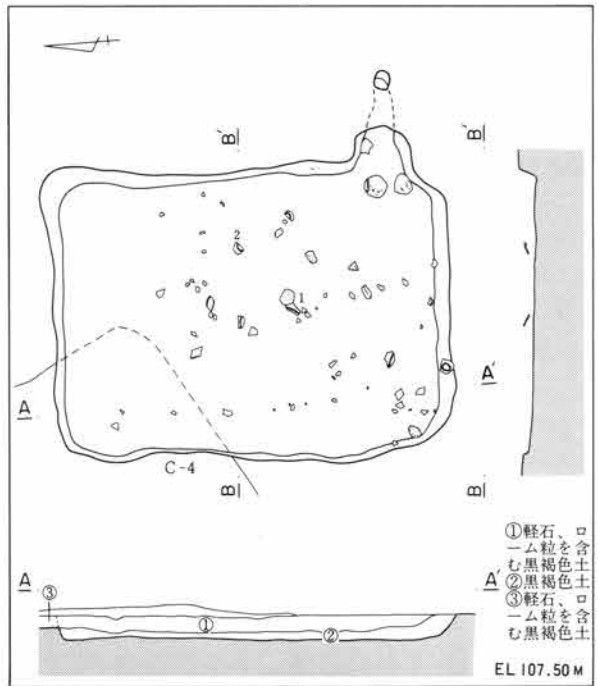 B'
B'
2
1
A
A'
C-4
B
B
①軽石、ロ
ーム粒を含
む黒褐色土
②黒褐色土
③軽石、ロ
ーム粒を含
む黒褐色土
A
A'
③
①
②
EL 107.50 M